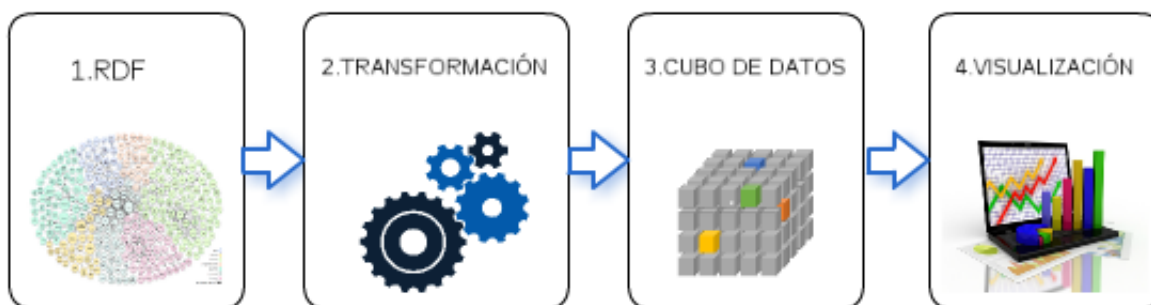 1.RDF
2.TRANSFORMACIÓN
3.CUBO DE DATOS
4.VISUALIZACIÓN